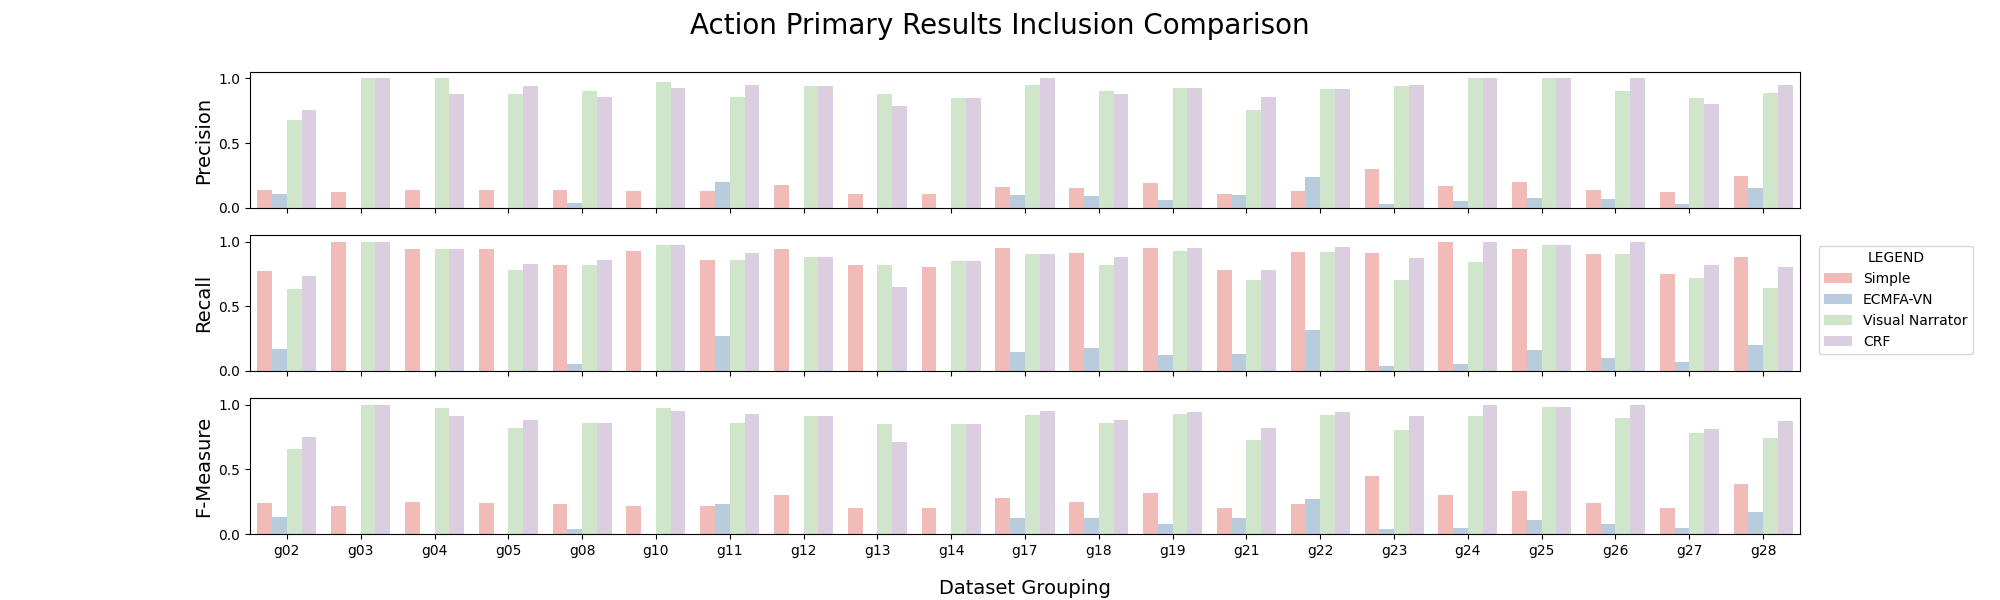 Action Primary Results Inclusion Comparison
Precision
1.0
0.5
0.0
Recall
1.0
0.5
0.0
LEGEND
Simple
ECMFA-VN
Visual Narrator
CRF
F-Measure
1.0
0.5
0.0
g02 g03 g04 g05 g08 g10 g11 g12 g13 g14 g17 g18 g19 g21 g22 g23 g24 g25 g26 g27 g28
Dataset Grouping